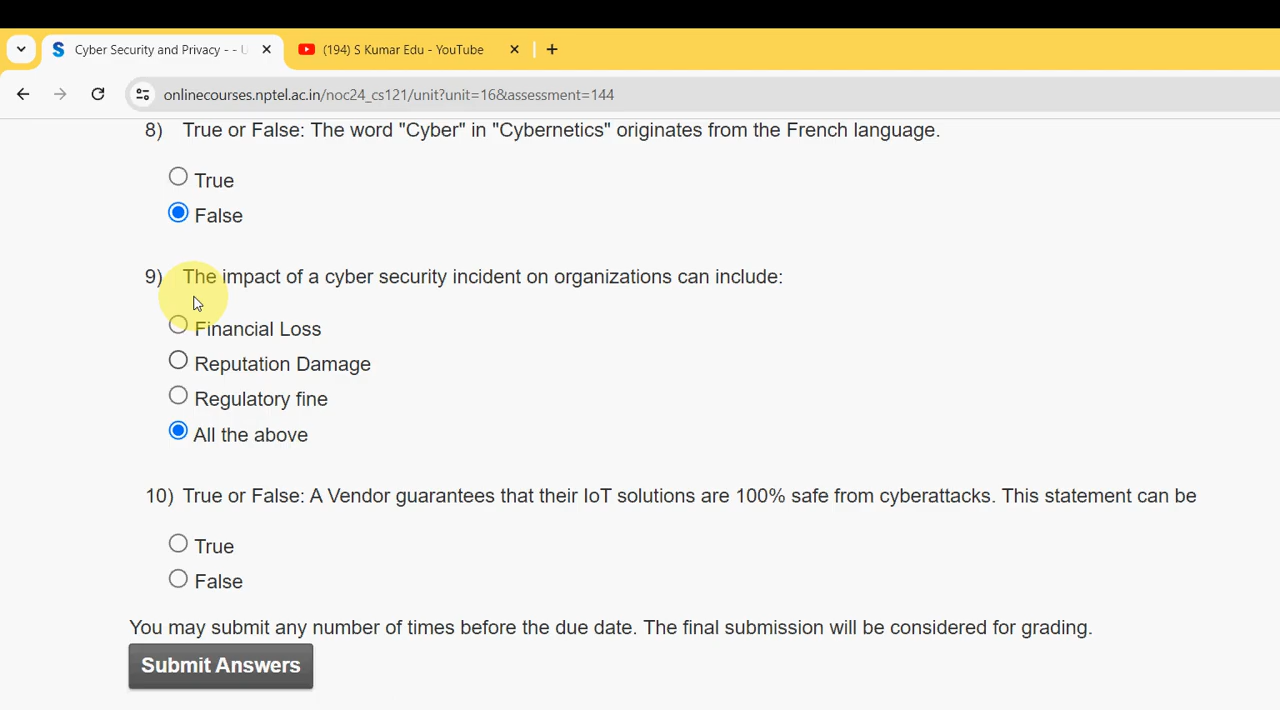 Cyber Security and Privacy - - U
(194) S Kumar Edu - YouTube
onlinecourses.nptel.ac.in/noc24_cs121/unit?unit=16&assessment=144
8) True or False: The word "Cyber" in "Cybernetics" originates from the French language.
True
False
9) The impact of a cyber security incident on organizations can include:
Financial Loss
Reputation Damage
Regulatory fine
All the above
10) True or False: A Vendor guarantees that their IoT solutions are 100% safe from cyberattacks. This statement can be
True
False
You may submit any number of times before the due date. The final submission will be considered for grading.
Submit Answers